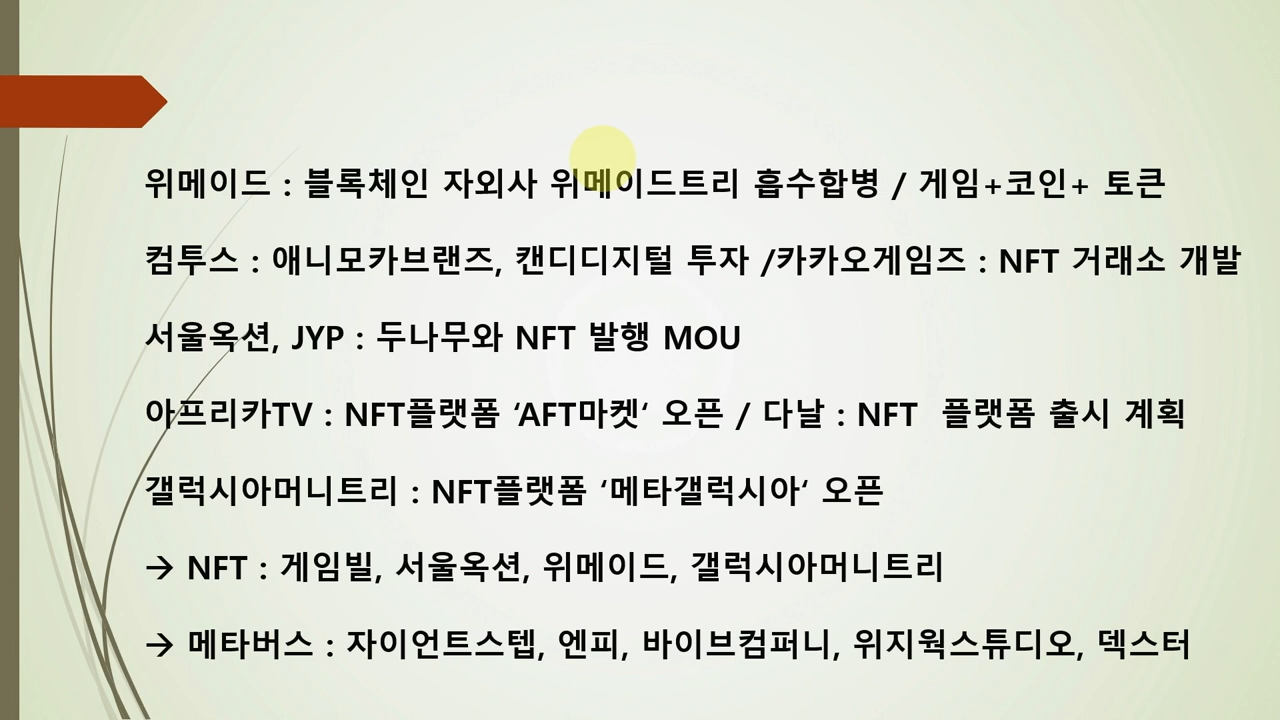 위메이드 : 블록체인 자외사 위메이드트리 흡수합병 / 게임+코인+ 토큰
컴투스 : 애니모카브랜즈, 캔디디지털 투자 /카카오게임즈 : NFT 거래소 개발
서울옥션, JYP : 두나무와 NFT 발행 MOU
아프리카TV : NFT플랫폼 ‘AFT마켓‘ 오픈 / 다날 : NFT  플랫폼 출시 계획
갤럭시아머니트리 : NFT플랫폼 ‘메타갤럭시아‘ 오픈
→ NFT : 게임빌, 서울옥션, 위메이드, 갤럭시아머니트리
→ 메타버스 : 자이언트스텝, 엔피, 바이브컴퍼니, 위지웍스튜디오, 덱스터